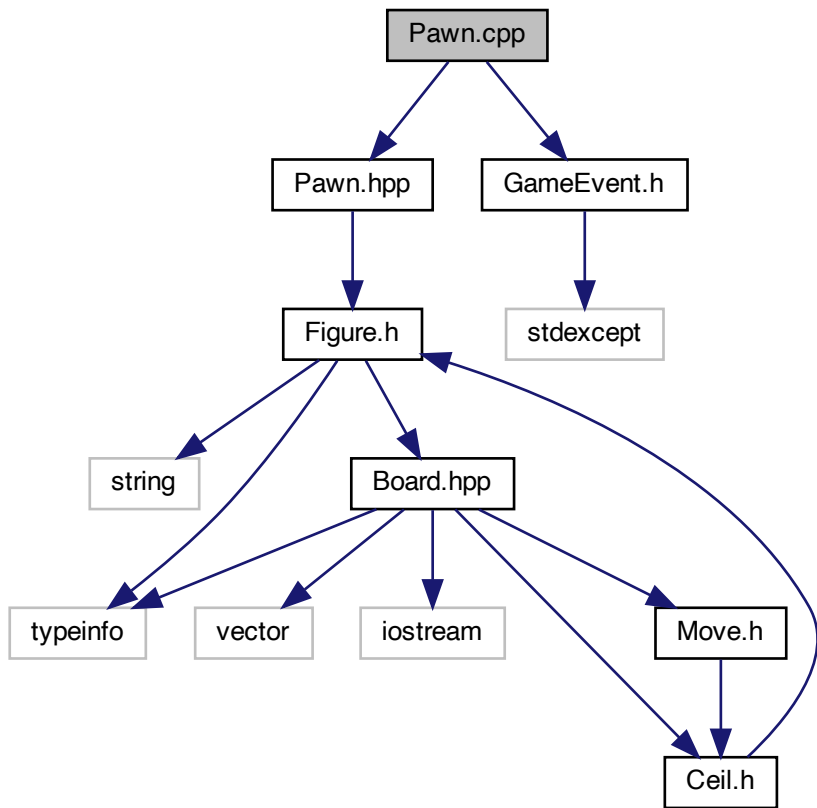 Pawn.cpp
Pawn.hpp
GameEvent.h
Figure.h
stdexcept
string
Board.hpp
typeinfo
vector
iostream
Move.h
Ceil.h